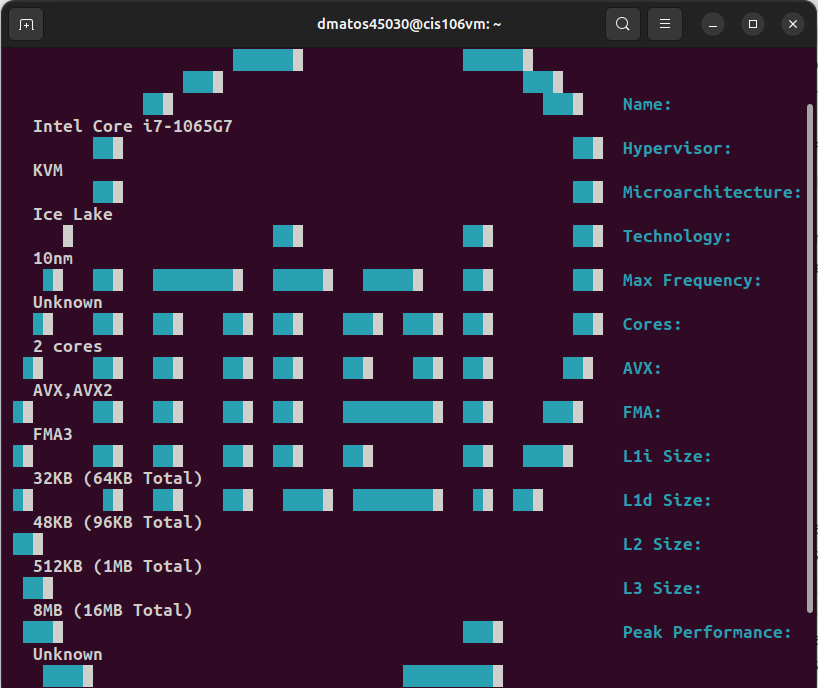 dmatos45030@cis106vm: ~
Name:
Intel Core i7-1065G7
Hypervisor:
KVM
Microarchitecture:
Ice Lake
Technology:
10nm
Max Frequency:
Unknown
Cores:
2 cores
AVX:
AVX,AVX2
FMA:
FMA3
L1i Size:
32KB (64KB Total)
L1d Size:
48KB (96KB Total)
L2 Size:
512KB (1MB Total)
L3 Size:
8MB (16MB Total)
Peak Performance:
Unknown